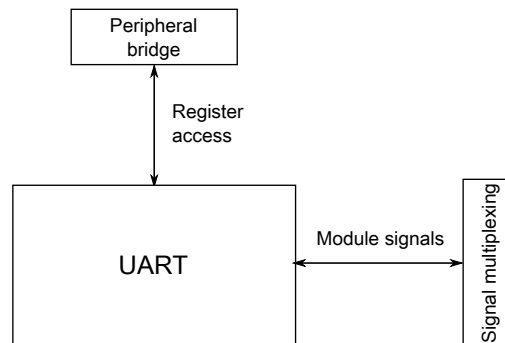 Peripheral
bridge
Register
access
UART
Module signals
Signal multiplexing